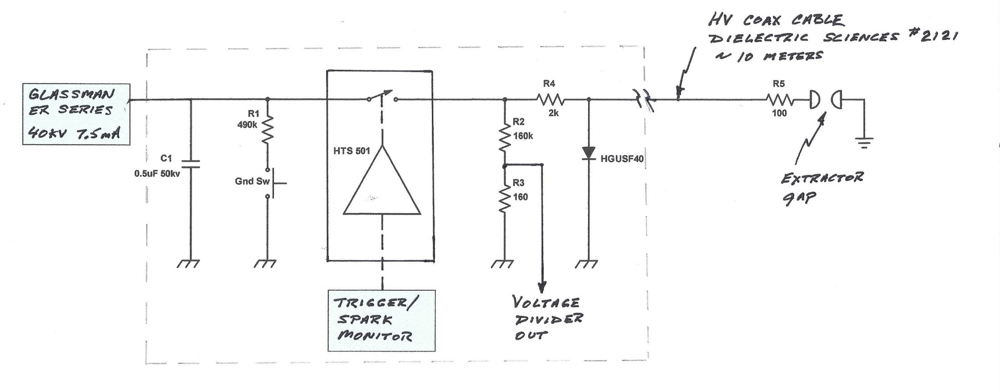 HV COAX CABLE
DIELECTRIC SCIENCES #2121
~ 10 METERS
GLASSMAN
ER SERIES
40KV 7.5mA
R1
490k
C1
0.5uF 50kv
Gnd Sw
HTS 501
TRIGGER/
SPARK
MONITOR
R2
160k
R3
160
VOLTAGE
DIVIDER
OUT
R4
2k
HGUSF40
R5
100
EXTRACTOR
GAP